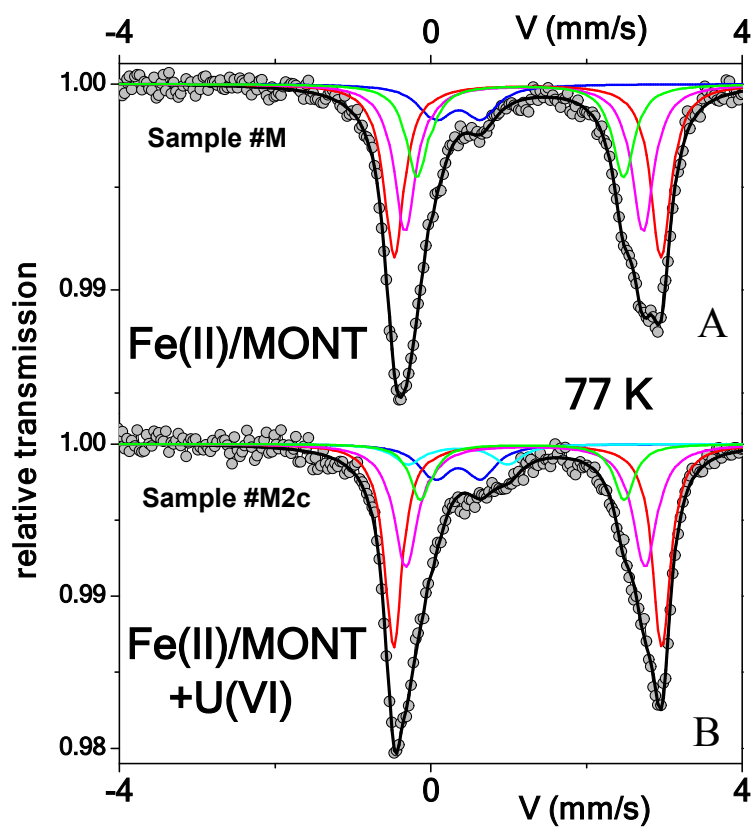 -4 0 V (mm/s) 4
1.00
Sample #M
0.99
Fe(II)/MONT
A
77 K
relative transmission
1.00
Sample #M2c
0.99
Fe(II)/MONT
+U(VI)
B
0.98
-4 0 4
V (mm/s)